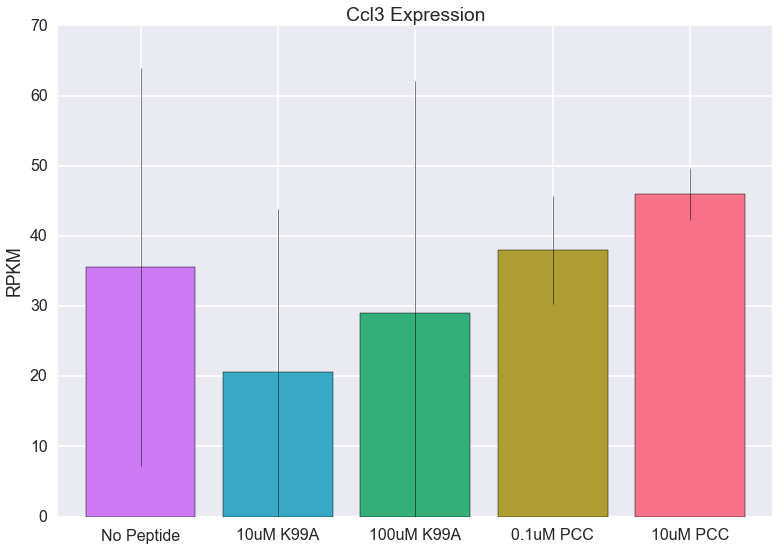 Ccl3 Expression
70
60
50
40
30
20
10
0
RPKM
No Peptide
10uM K99A
100uM K99A
0.1uM PCC
10uM PCC